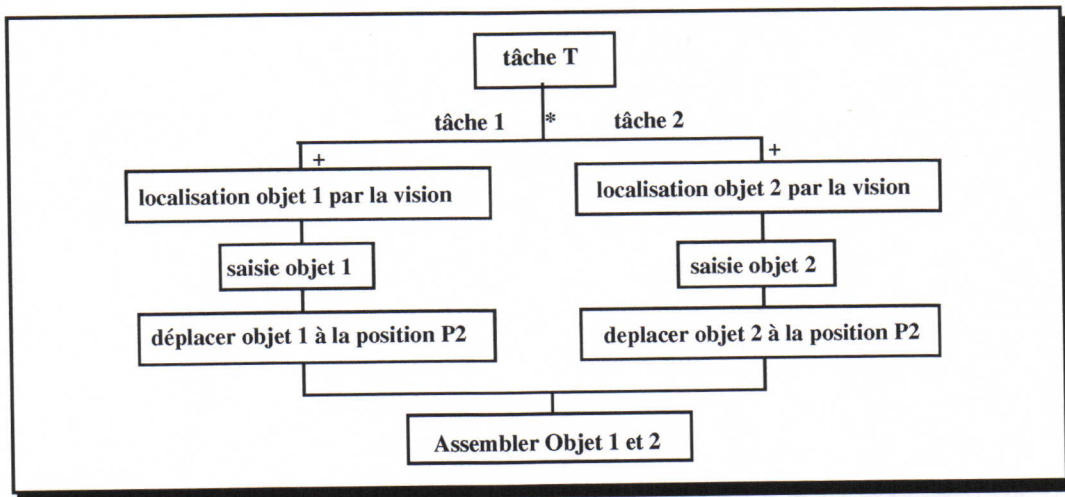 tâche T
tâche 1 * tâche 2
+ +
localisation objet 1 par la vision
localisation objet 2 par la vision
saisie objet 1
saisie objet 2
déplacer objet 1 à la position P2
deplacer objet 2 à la position P2
Assembler Objet 1 et 2